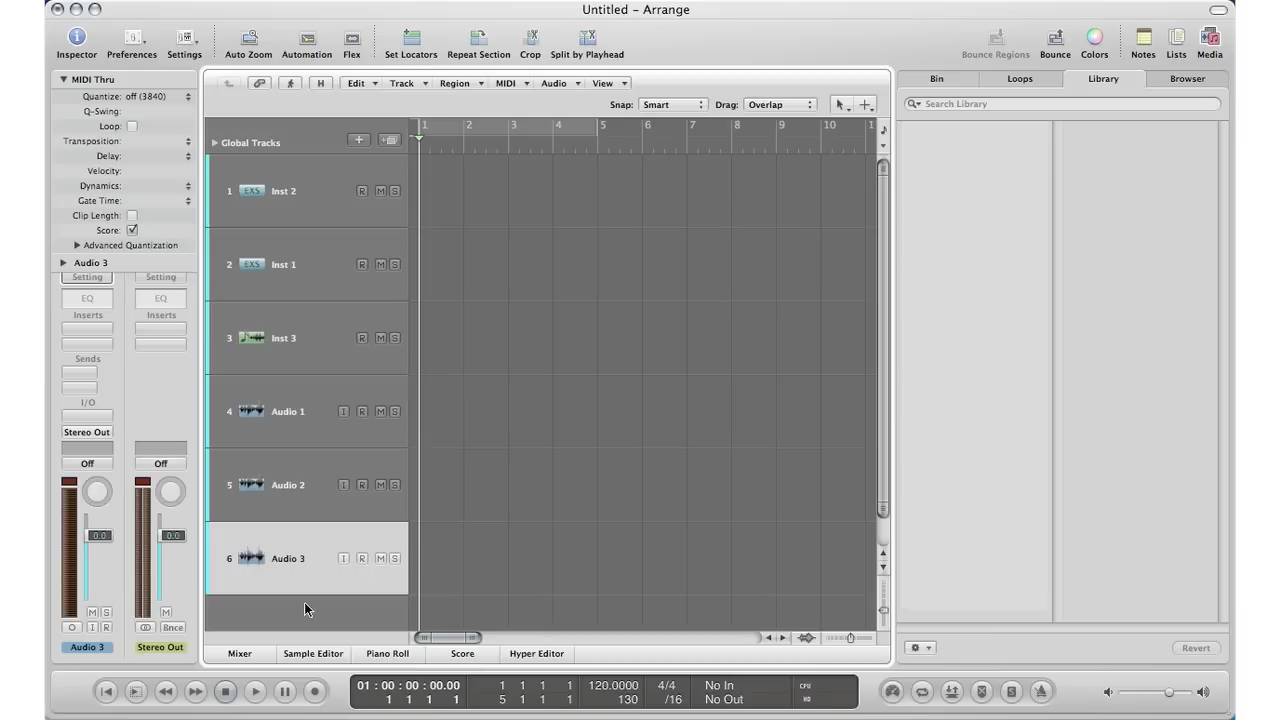 Untitled – Arrange
Inspector Preferences Settings Auto Zoom Automation Flex Set Locators Repeat Section Crop Split by Playhead Bounce Regions Bounce Colors Notes Lists Media
MIDI Thru
Quantize: off (3840)
Q-Swing:
Loop:
Transposition:
Delay:
Velocity:
Dynamics:
Gate Time:
Clip Length:
Score:
Advanced Quantization
Audio 3
Setting Setting
EQ EQ
Inserts Inserts
Sends
I/O
Stereo Out
Off Off
0.0 0.0
M S M
O I R Bnce
Audio 3 Stereo Out
H Edit Track Region MIDI Audio View
Snap: Smart Drag: Overlap
Global Tracks
1 2 3 4 5 6 7 8 9 10 1
1 EXS Inst 2 R M S
2 EXS Inst 1 R M S
3 Inst 3 R M S
4 Audio 1 I R M S
5 Audio 2 I R M S
6 Audio 3 I R M S
Mixer Sample Editor Piano Roll Score Hyper Editor
Bin Loops Library Browser
Search Library
Revert
01 : 00 : 00 : 00.00 1 1 1 1 120.0000 4/4 No In CPU
1 1 1 1 5 1 1 1 130 /16 No Out HD
S